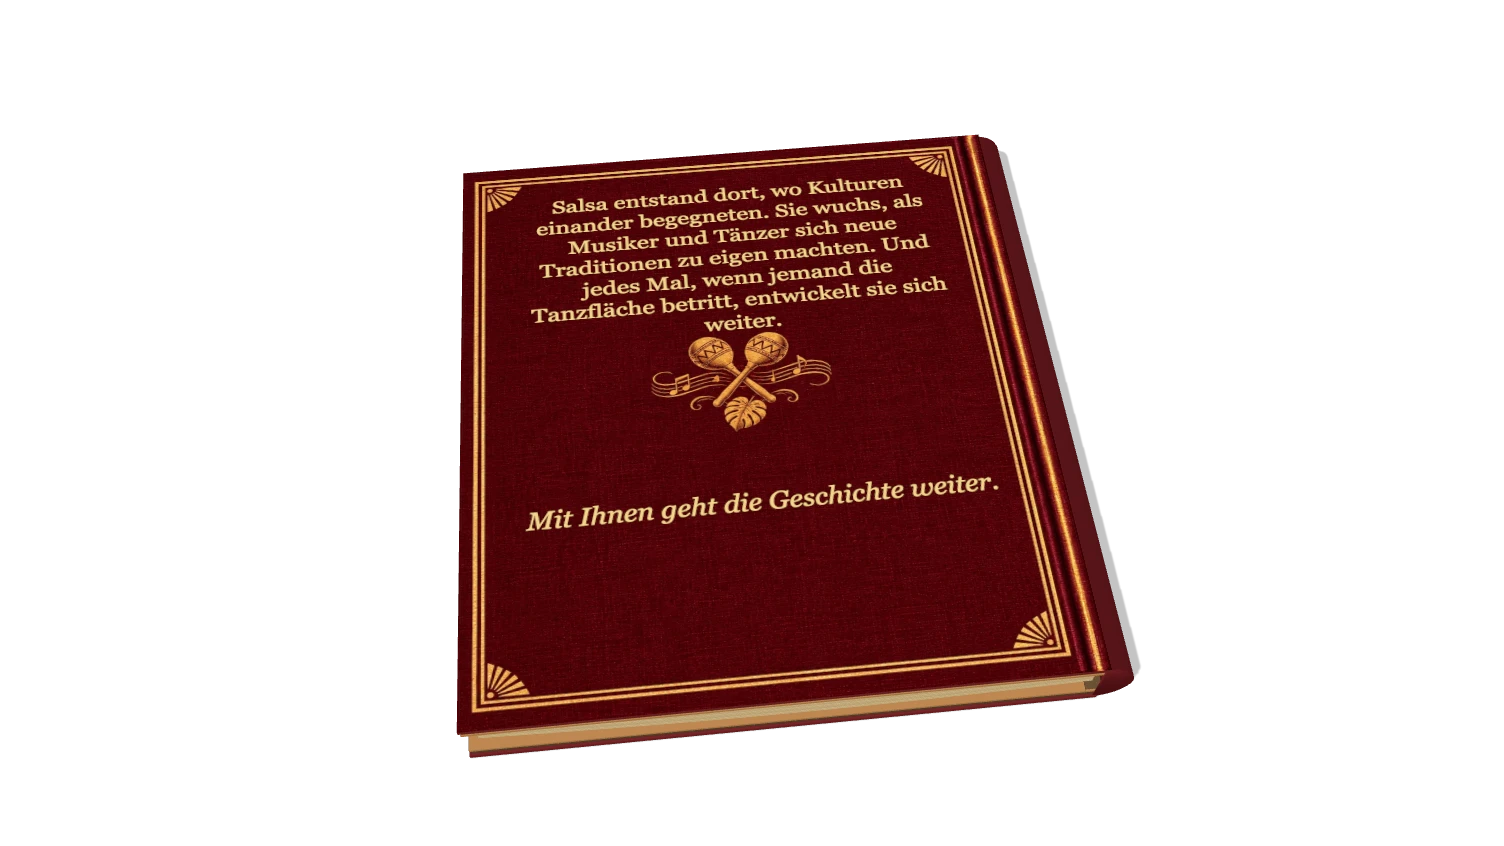 Salsa entstand dort, wo Kulturen
einander begegneten. Sie wuchs, als
Musiker und Tänzer sich neue
Traditionen zu eigen machten. Und
jedes Mal, wenn jemand die
Tanzfläche betritt, entwickelt sie sich
weiter.
Mit Ihnen geht die Geschichte weiter.